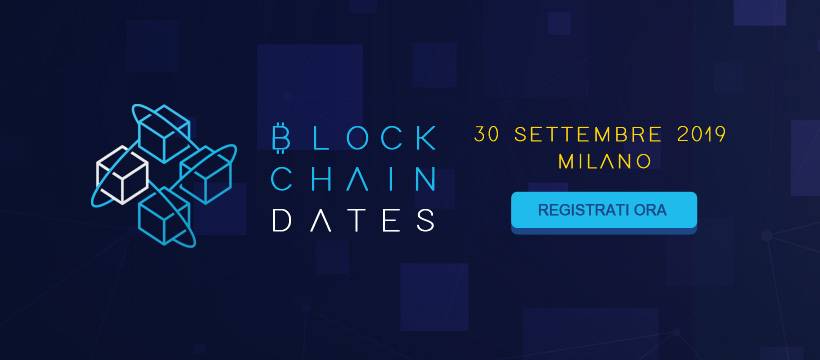 BLOCK
CHAIN
DATES
30 SETTEMBRE 2019
MILANO
REGISTRATI ORA